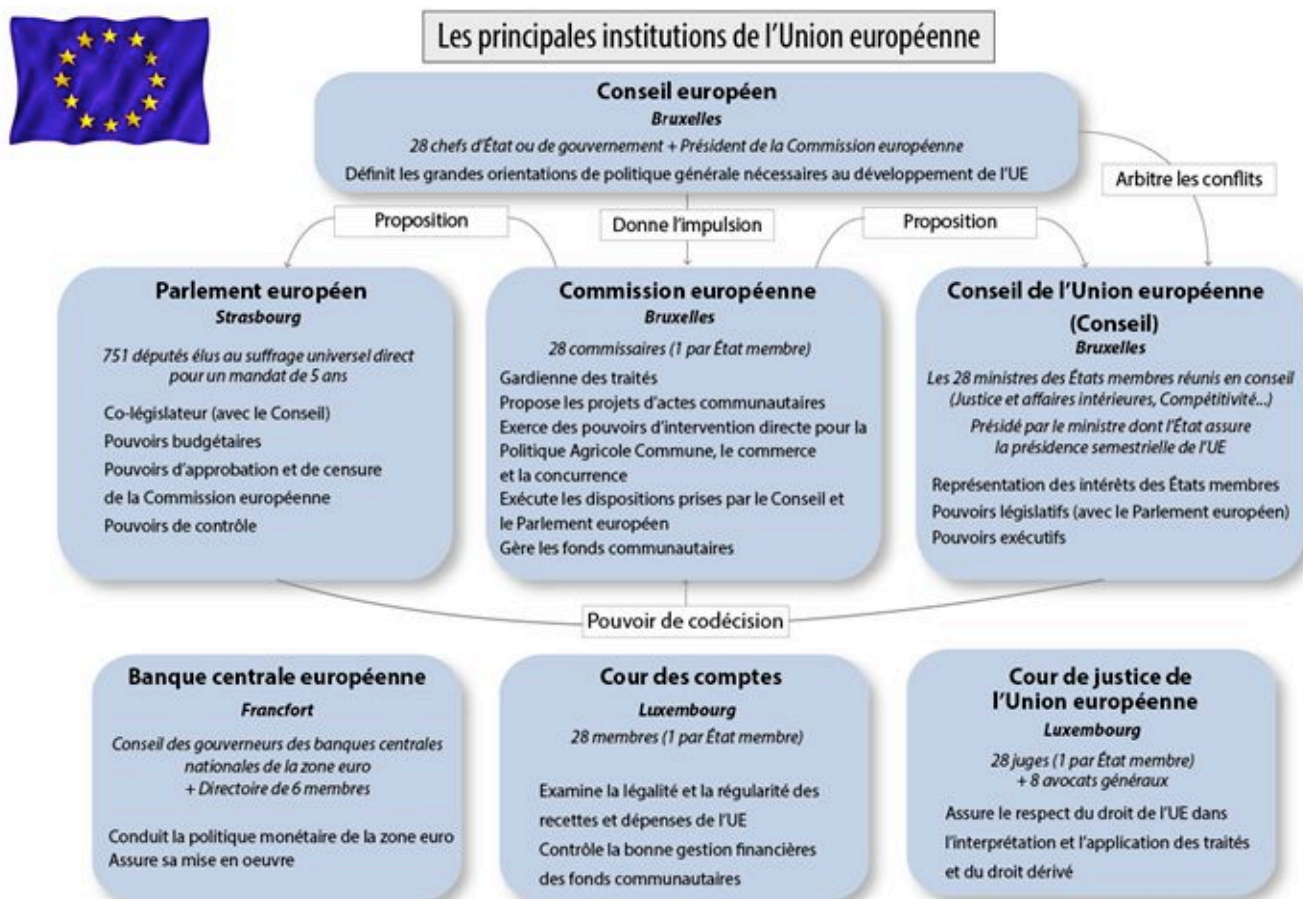 Les principales institutions de l'Union européenne
Conseil européen
Bruxelles
28 chefs d'État ou de gouvernement + Président de la Commission européenne
Définit les grandes orientations de politique générale nécessaires au développement de l'UE
Arbitre les conflits
Proposition
Donne l'impulsion
Proposition
Parlement européen
Strasbourg
751 députés élus au suffrage universel direct
pour un mandat de 5 ans
Co-législateur (avec le Conseil)
Pouvoirs budgétaires
Pouvoirs d'approbation et de censure
de la Commission européenne
Pouvoirs de contrôle
Commission européenne
Bruxelles
28 commissaires (1 par État membre)
Gardienne des traités
Propose les projets d'actes communautaires
Exerce des pouvoirs d'intervention directe pour la
Politique Agricole Commune, le commerce
et la concurrence
Exécute les dispositions prises par le Conseil et
le Parlement européen
Gère les fonds communautaires
Conseil de l'Union européenne
(Conseil)
Bruxelles
Les 28 ministres des États membres réunis en conseil
(Justice et affaires intérieures, Compétitivité...)
Présidé par le ministre dont l'État assure
la présidence semestrielle de l'UE
Représentation des intérêts des États membres
Pouvoirs législatifs (avec le Parlement européen)
Pouvoirs exécutifs
Pouvoir de codécision
Banque centrale européenne
Francfort
Conseil des gouverneurs des banques centrales
nationales de la zone euro
+ Directoire de 6 membres
Conduit la politique monétaire de la zone euro
Assure sa mise en oeuvre
Cour des comptes
Luxembourg
28 membres (1 par État membre)
Examine la légalité et la régularité des
recettes et dépenses de l'UE
Contrôle la bonne gestion financières
des fonds communautaires
Cour de justice de
l'Union européenne
Luxembourg
28 juges (1 par État membre)
+ 8 avocats généraux
Assure le respect du droit de l'UE dans
l'interprétation et l'application des traités
et du droit dérivé